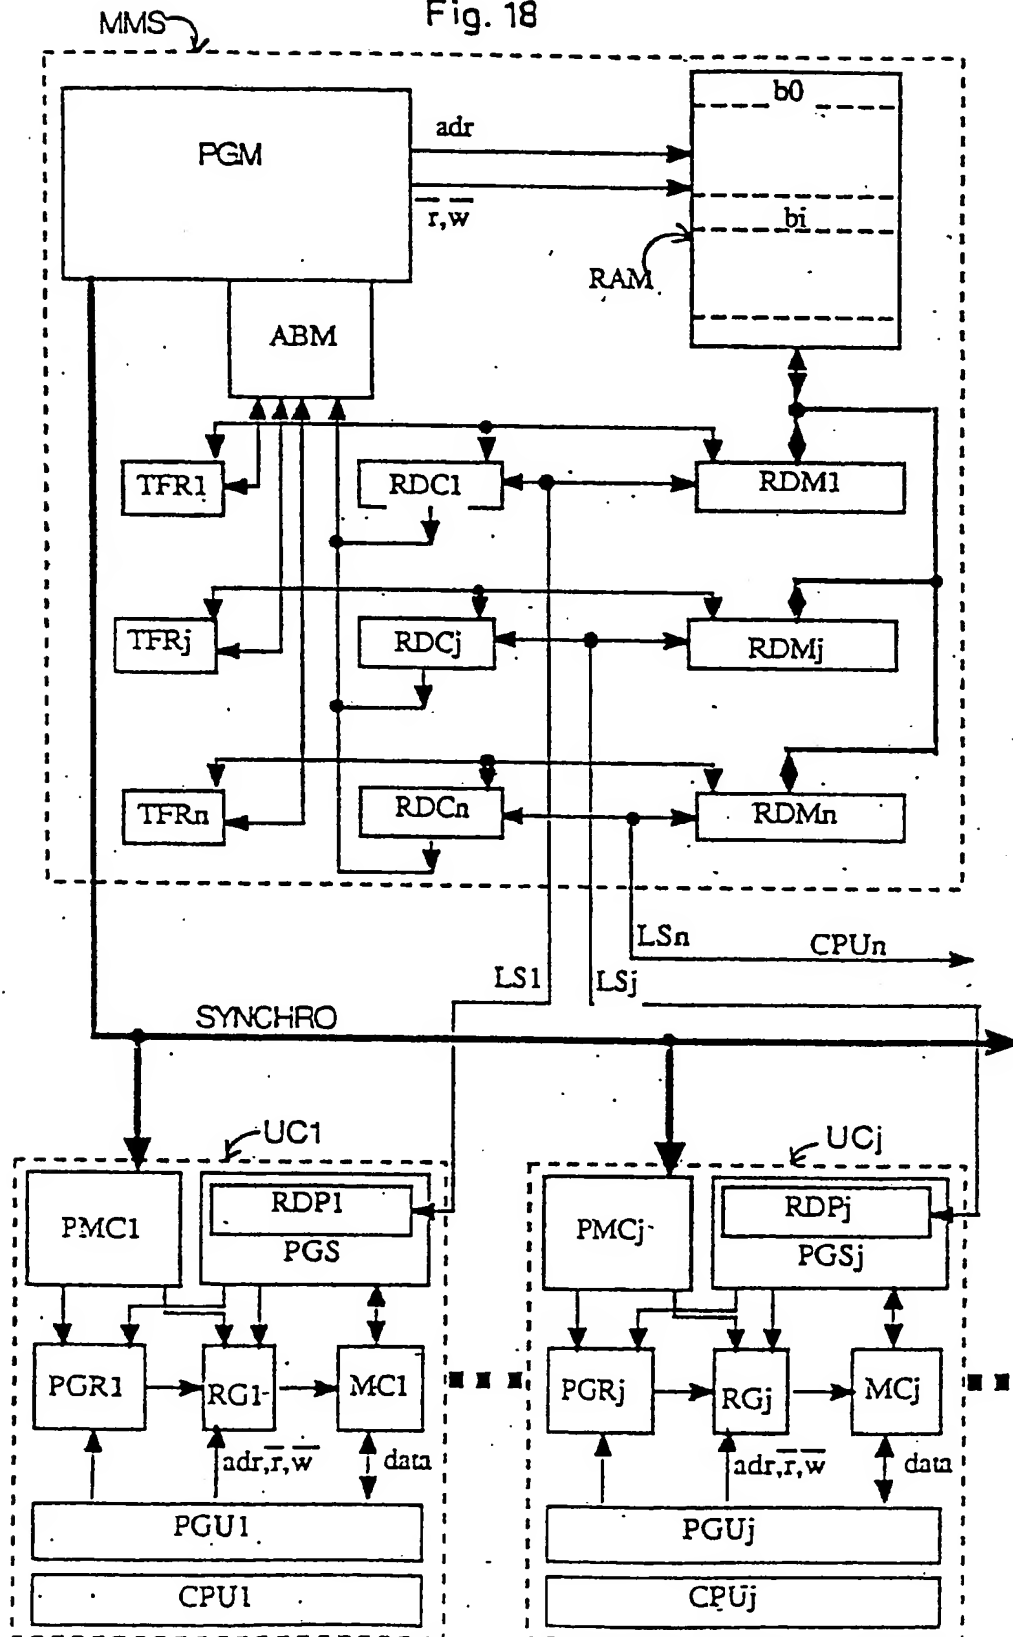 Fig. 18
MMS
PGM
adr
r̅,w̅
b0
bi
RAM
ABM
TFR1
RDC1
RDM1
TFRj
RDCj
RDMj
TFRn
RDCn
RDMn
LSn
CPUn
LS1
LSj
SYNCHRO
UC1
UCj
PMC1
RDP1
PGS
PMCj
RDPj
PGSj
PGR1
RG1
MC1
PGRj
RGj
MCj
adr,r̅,w̅
data
adr,r̅,w̅
data
PGU1
PGUj
CPU1
CPUj